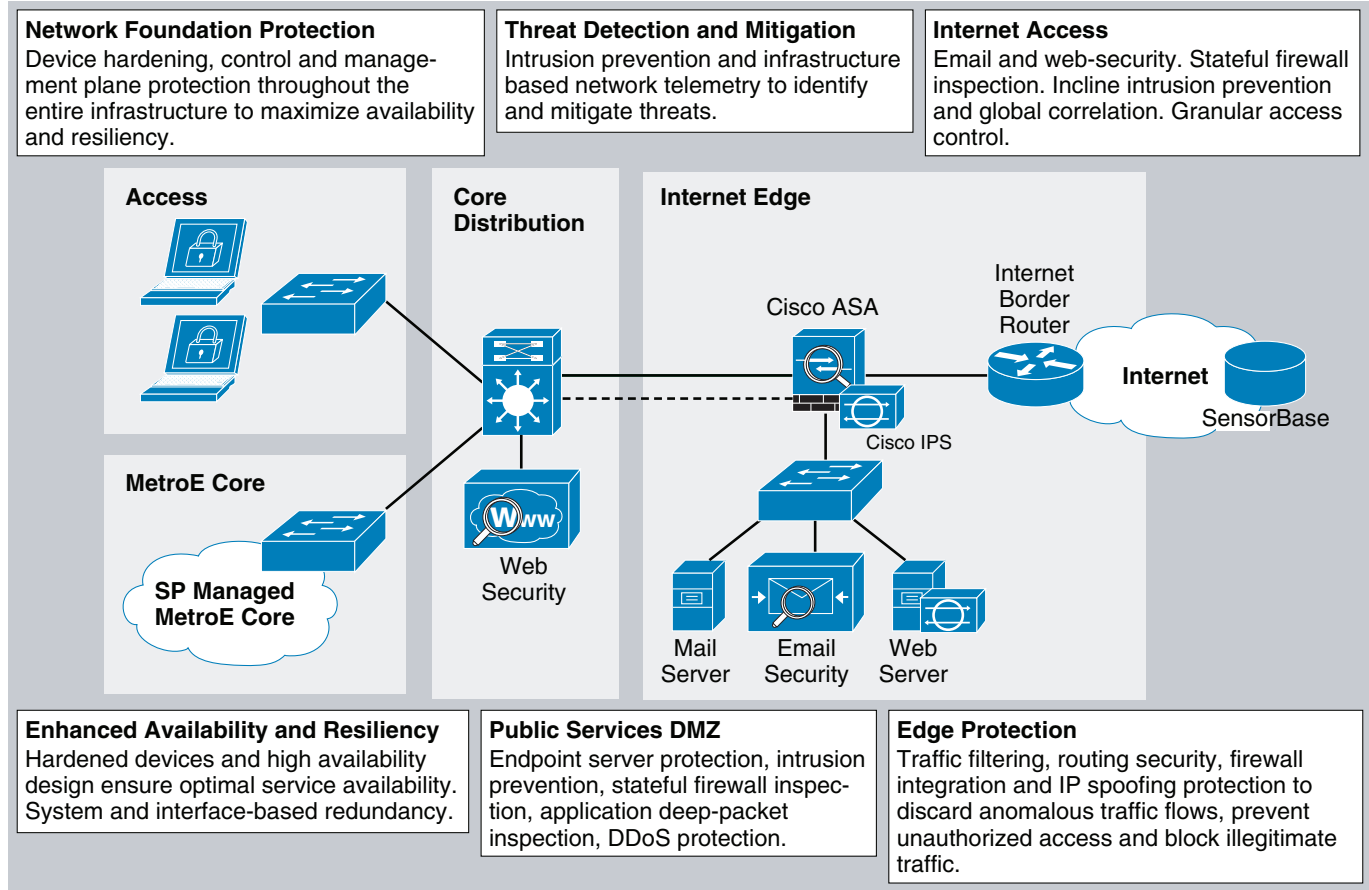 Network Foundation Protection
Device hardening, control and manage-
ment plane protection throughout the
entire infrastructure to maximize availability
and resiliency.
Threat Detection and Mitigation
Intrusion prevention and infrastructure
based network telemetry to identify
and mitigate threats.
Internet Access
Email and web-security. Stateful firewall
inspection. Incline intrusion prevention
and global correlation. Granular access
control.
Access
Core
Distribution
Internet Edge
Cisco ASA
Internet
Border
Router
Internet
SensorBase
Cisco IPS
MetroE Core
SP Managed
MetroE Core
Www
Web
Security
Mail
Server
Email
Security
Web
Server
Enhanced Availability and Resiliency
Hardened devices and high availability
design ensure optimal service availability.
System and interface-based redundancy.
Public Services DMZ
Endpoint server protection, intrusion
prevention, stateful firewall inspec-
tion, application deep-packet
inspection, DDoS protection.
Edge Protection
Traffic filtering, routing security, firewall
integration and IP spoofing protection to
discard anomalous traffic flows, prevent
unauthorized access and block illegitimate
traffic.